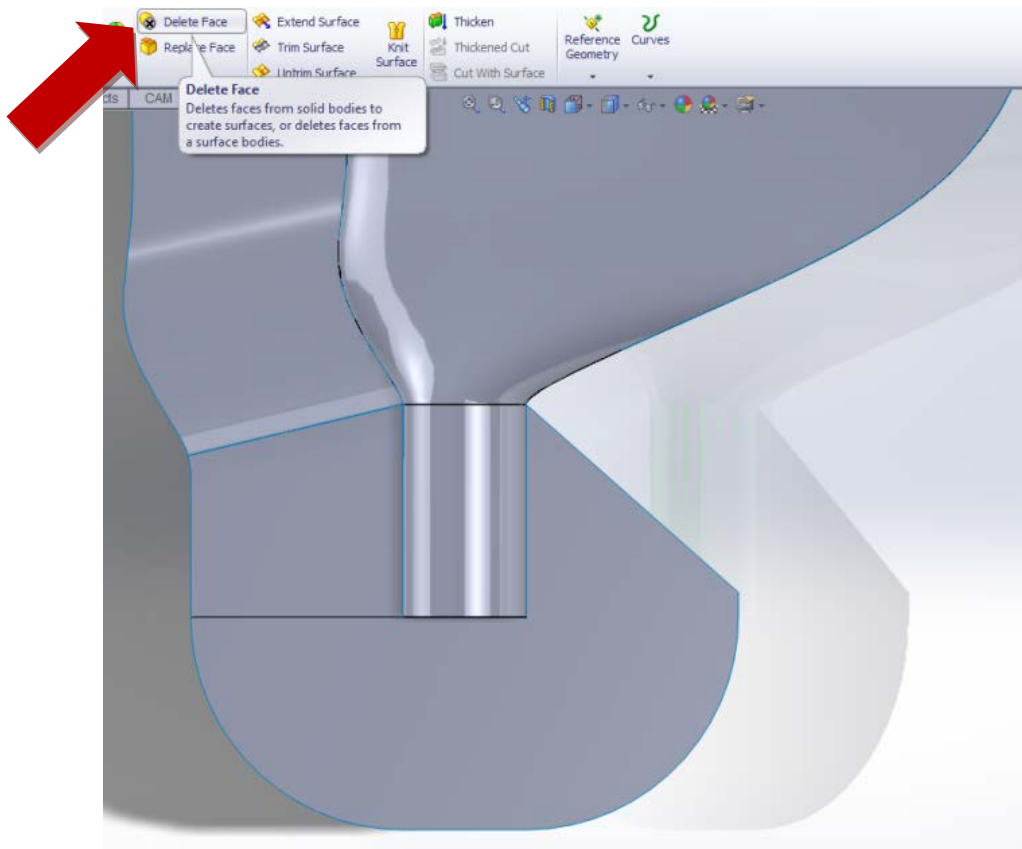 Delete Face
Extend Surface
Thicken
Replace Face
Trim Surface
Knit
Surface
Thickened Cut
Reference
Geometry
Curves
Untrim Surface
Cut With Surface
CAM
Delete Face
Deletes faces from solid bodies to
create surfaces, or deletes faces from
a surface bodies.